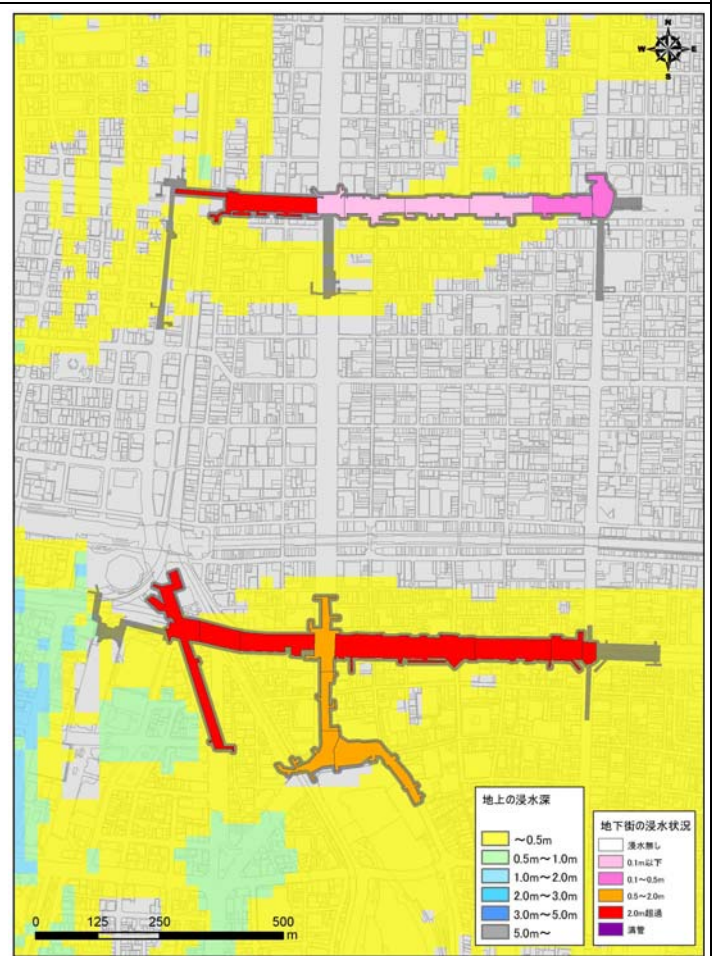 N
W E
S
地上の浸水深
～0.5m
0.5m～1.0m
1.0m～2.0m
2.0m～3.0m
3.0m～5.0m
5.0m～
地下街の浸水状況
浸水無し
0.1m以下
0.1～0.5m
0.5～2.0m
2.0m超過
満管
0 125 250 500
m